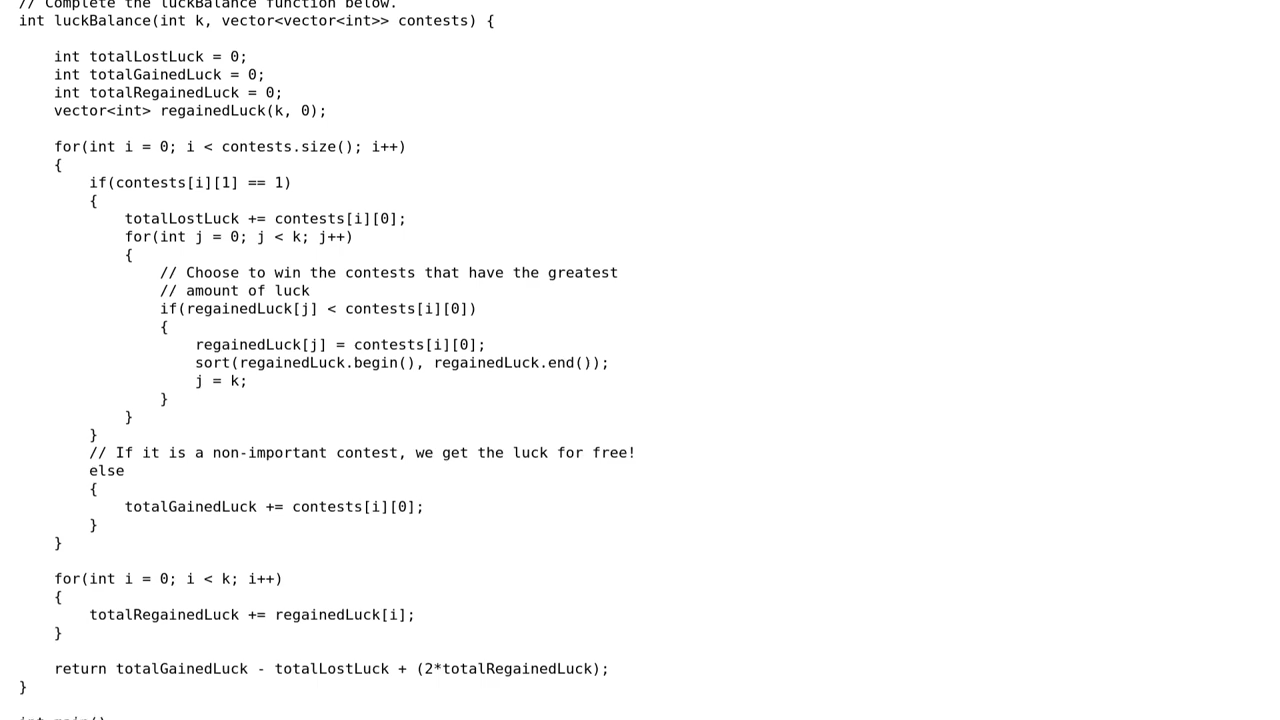 // Complete the luckBalance function below.
int luckBalance(int k, vector<vector<int>> contests) {
int totalLostLuck = 0;
int totalGainedLuck = 0;
int totalRegainedLuck = 0;
vector<int> regainedLuck(k, 0);
for(int i = 0; i < contests.size(); i++)
{
if(contests[i][1] == 1)
{
totalLostLuck += contests[i][0];
for(int j = 0; j < k; j++)
{
// Choose to win the contests that have the greatest
// amount of luck
if(regainedLuck[j] < contests[i][0])
{
regainedLuck[j] = contests[i][0];
sort(regainedLuck.begin(), regainedLuck.end());
j = k;
}
}
}
// If it is a non-important contest, we get the luck for free!
else
{
totalGainedLuck += contests[i][0];
}
}
for(int i = 0; i < k; i++)
{
totalRegainedLuck += regainedLuck[i];
}
return totalGainedLuck - totalLostLuck + (2*totalRegainedLuck);
}
int main()